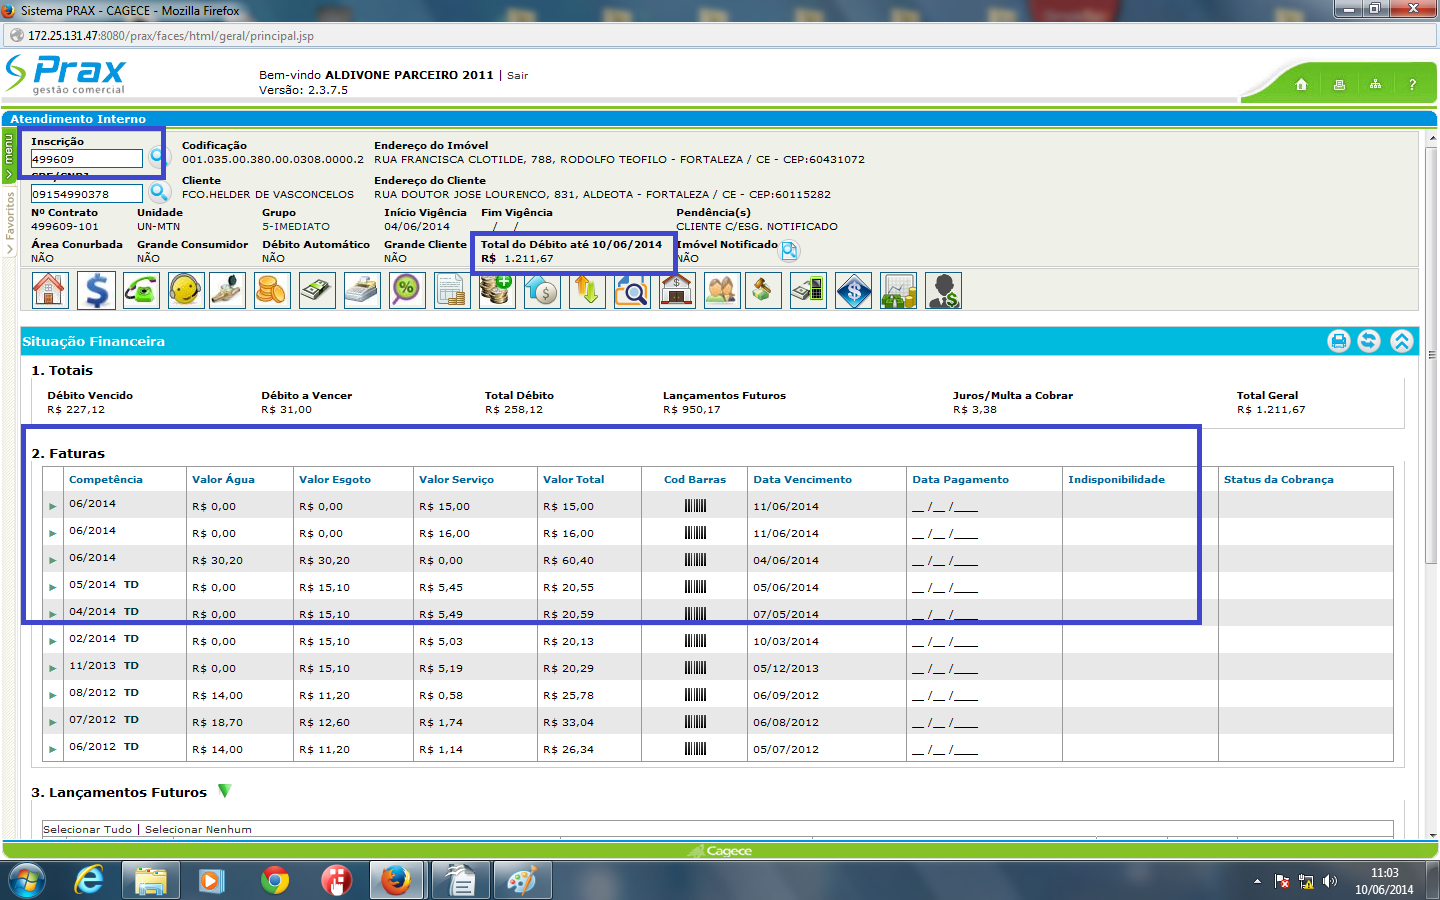 Sistema PRAX - CAGECE - Mozilla Firefox
172.25.131.47:8080/prax/faces/html/geral/principal.jsp
Prax
gestão comercial
Bem-vindo ALDIVONE PARCEIRO 2011 | Sair
Versão: 2.3.7.5
?
Atendimento Interno
menu
Favoritos
Inscrição
499609
Codificação
001.035.00.380.00.0308.0000.2
Endereço do Imóvel
RUA FRANCISCA CLOTILDE, 788, RODOLFO TEOFILO - FORTALEZA / CE - CEP:60431072
09154990378
Cliente
FCO.HELDER DE VASCONCELOS
Endereço do Cliente
RUA DOUTOR JOSE LOURENCO, 831, ALDEOTA - FORTALEZA / CE - CEP:60115282
Nº Contrato Unidade Grupo Início Vigência Fim Vigência Pendência(s)
499609-101 UN-MTN 5-IMEDIATO 04/06/2014 __/__/__ CLIENTE C/ESG. NOTIFICADO
Área Conurbada Grande Consumidor Débito Automático Grande Cliente Total do Débito até 10/06/2014 Imóvel Notificado
NÃO NÃO NÃO NÃO R$ 1.211,67 NÃO
Situação Financeira
1. Totais
Débito Vencido Débito a Vencer Total Débito Lançamentos Futuros Juros/Multa a Cobrar Total Geral
R$ 227,12 R$ 31,00 R$ 258,12 R$ 950,17 R$ 3,38 R$ 1.211,67
2. Faturas
Competência Valor Água Valor Esgoto Valor Serviço Valor Total Cod Barras Data Vencimento Data Pagamento Indisponibilidade Status da Cobrança
06/2014 R$ 0,00 R$ 0,00 R$ 15,00 R$ 15,00 11/06/2014 __ /__ /____
06/2014 R$ 0,00 R$ 0,00 R$ 16,00 R$ 16,00 11/06/2014 __ /__ /____
06/2014 R$ 30,20 R$ 30,20 R$ 0,00 R$ 60,40 04/06/2014 __ /__ /____
05/2014 TD R$ 0,00 R$ 15,10 R$ 5,45 R$ 20,55 05/06/2014 __ /__ /____
04/2014 TD R$ 0,00 R$ 15,10 R$ 5,49 R$ 20,59 07/05/2014 __ /__ /____
02/2014 TD R$ 0,00 R$ 15,10 R$ 5,03 R$ 20,13 10/03/2014 __ /__ /____
11/2013 TD R$ 0,00 R$ 15,10 R$ 5,19 R$ 20,29 05/12/2013 __ /__ /____
08/2012 TD R$ 14,00 R$ 11,20 R$ 0,58 R$ 25,78 06/09/2012 __ /__ /____
07/2012 TD R$ 18,70 R$ 12,60 R$ 1,74 R$ 33,04 06/08/2012 __ /__ /____
06/2012 TD R$ 14,00 R$ 11,20 R$ 1,14 R$ 26,34 05/07/2012 __ /__ /____
3. Lançamentos Futuros
Selecionar Tudo | Selecionar Nenhum
Cagece
11:03
10/06/2014